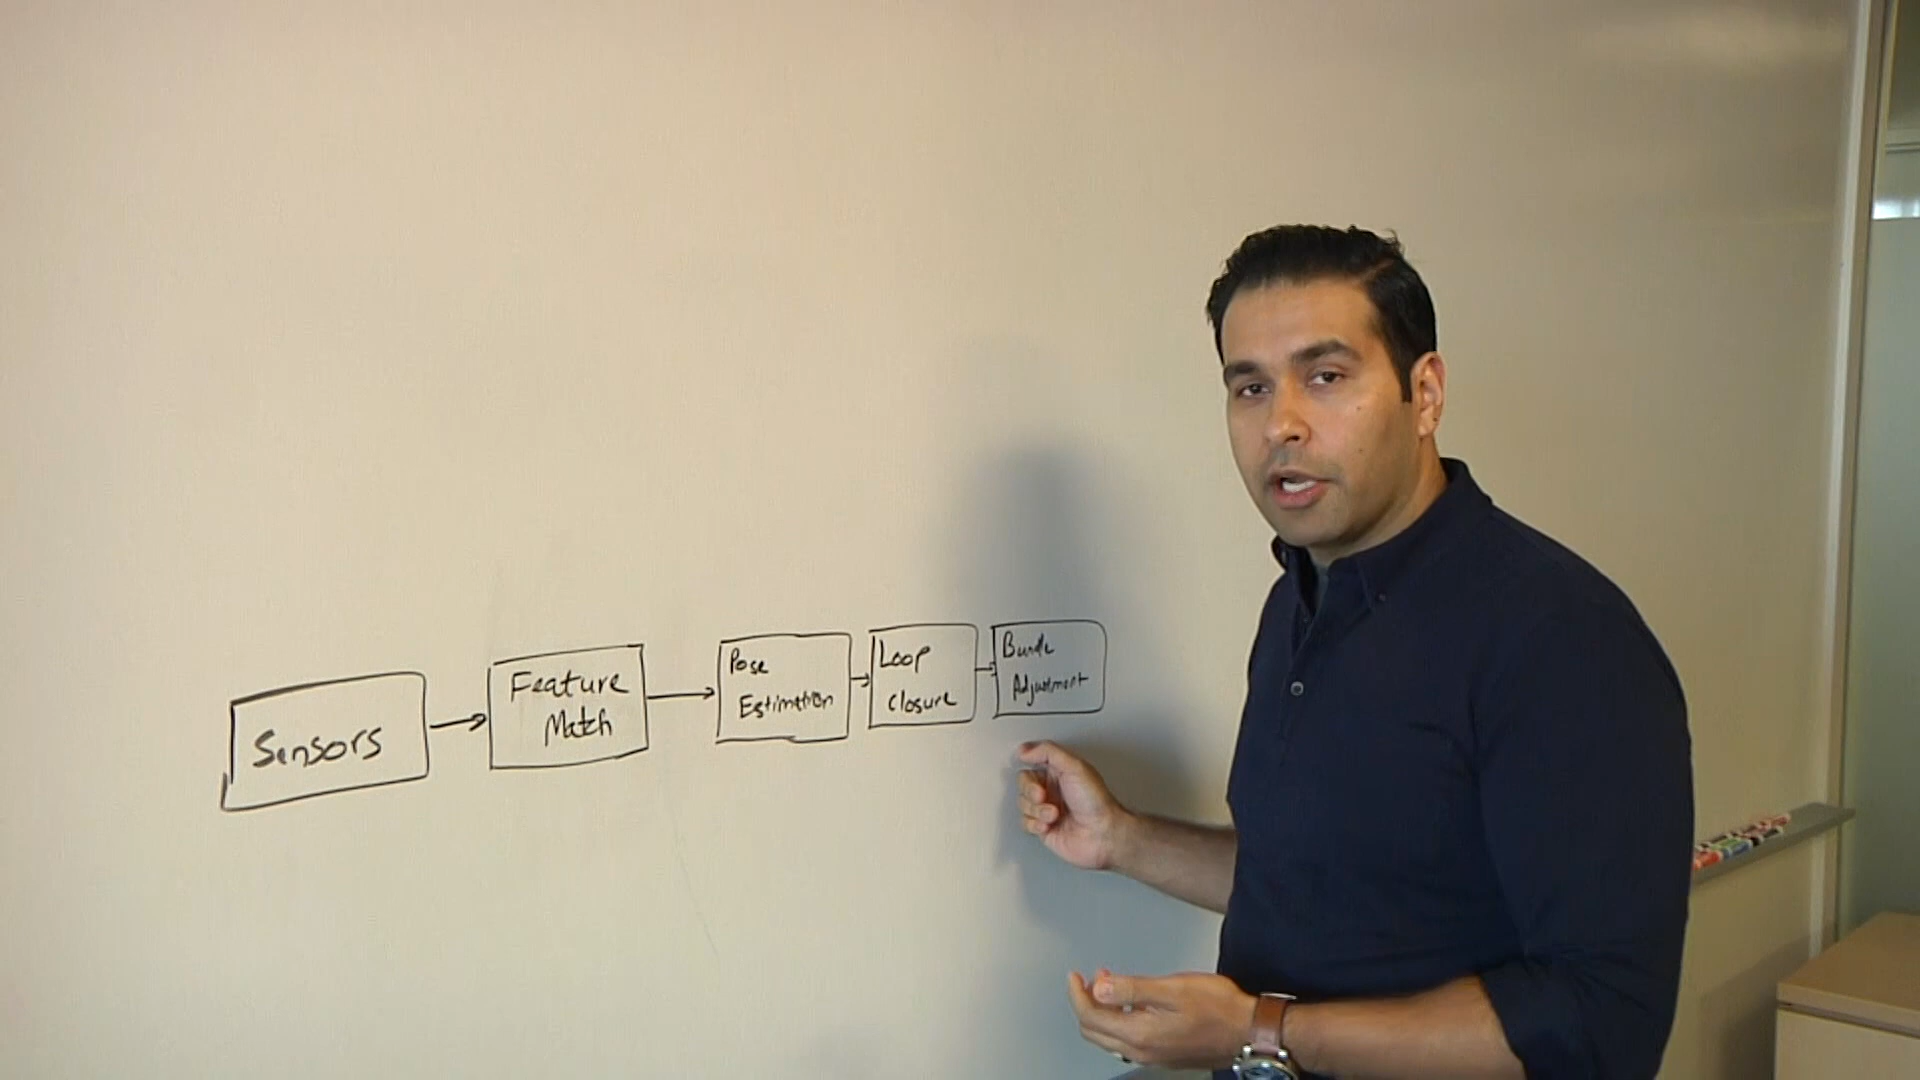 Sensors
Feature
Match
Pose
Estimation
Loop
Closure
Bundle
Adjustment